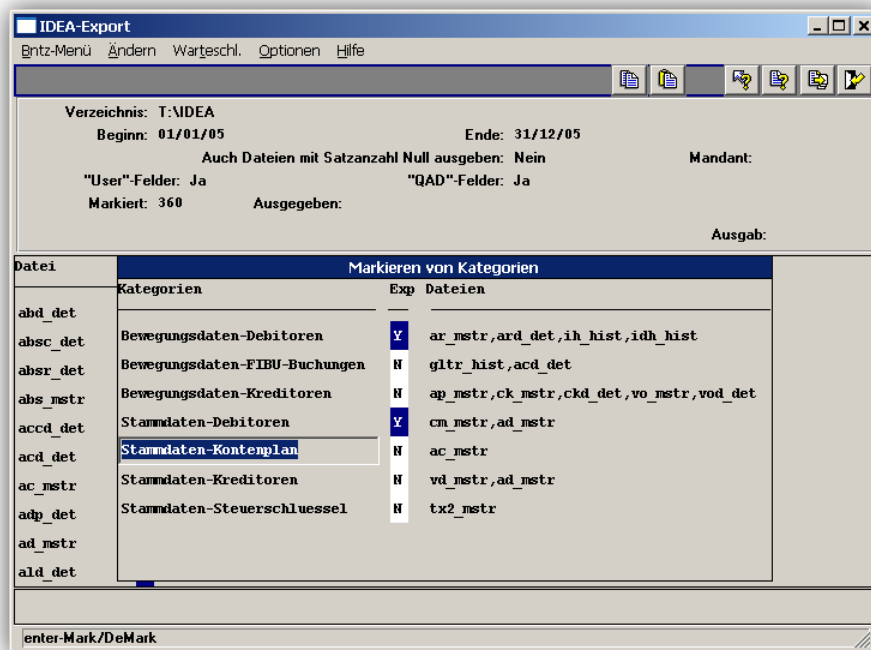 IDEA-Export
Bntz-Menü Ändern Warteschl. Optionen Hilfe
Verzeichnis: T:\IDEA
Beginn: 01/01/05 Ende: 31/12/05
Auch Dateien mit Satzanzahl Null ausgeben: Nein Mandant:
"User"-Felder: Ja "QAD"-Felder: Ja
Markiert: 360 Ausgegeben:
Ausgab:
Datei Markieren von Kategorien
Kategorien Exp Dateien
abd_det
Bewegungsdaten-Debitoren Y ar_mstr,ard_det,ih_hist,idh_hist
absc_det
Bewegungsdaten-FIBU-Buchungen N gltr_hist,acd_det
absr_det
Bewegungsdaten-Kreditoren N ap_mstr,ck_mstr,ckd_det,vo_mstr,vod_det
abs_mstr
Stammdaten-Debitoren Y cm_mstr,ad_mstr
accd_det
Stammdaten-Kontenplan N ac_mstr
acd_det
Stammdaten-Kreditoren N vd_mstr,ad_mstr
ac_mstr
Stammdaten-Steuerschluessel N tx2_mstr
adp_det
ad_mstr
ald_det
enter-Mark/DeMark